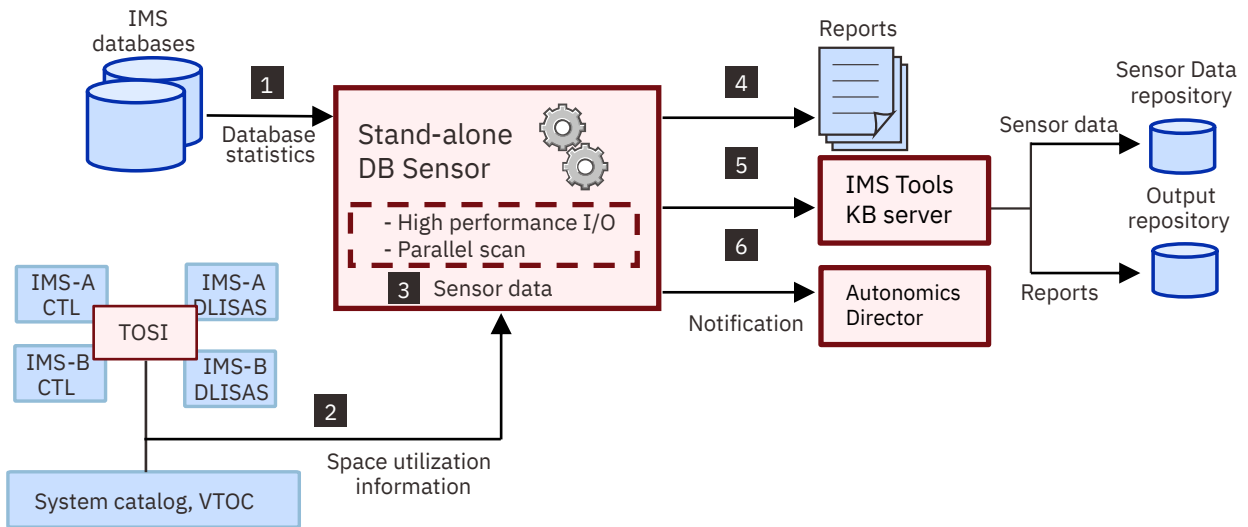 IMS
databases
1
Database
statistics
Stand-alone
DB Sensor
- High performance I/O
- Parallel scan
3 Sensor data
4
Reports
5
IMS Tools
KB server
Sensor data
Sensor Data
repository
Output
repository
Reports
6
Notification
Autonomics
Director
IMS-A
CTL
IMS-A
DLISAS
TOSI
IMS-B
CTL
IMS-B
DLISAS
2
Space utilization
information
System catalog, VTOC